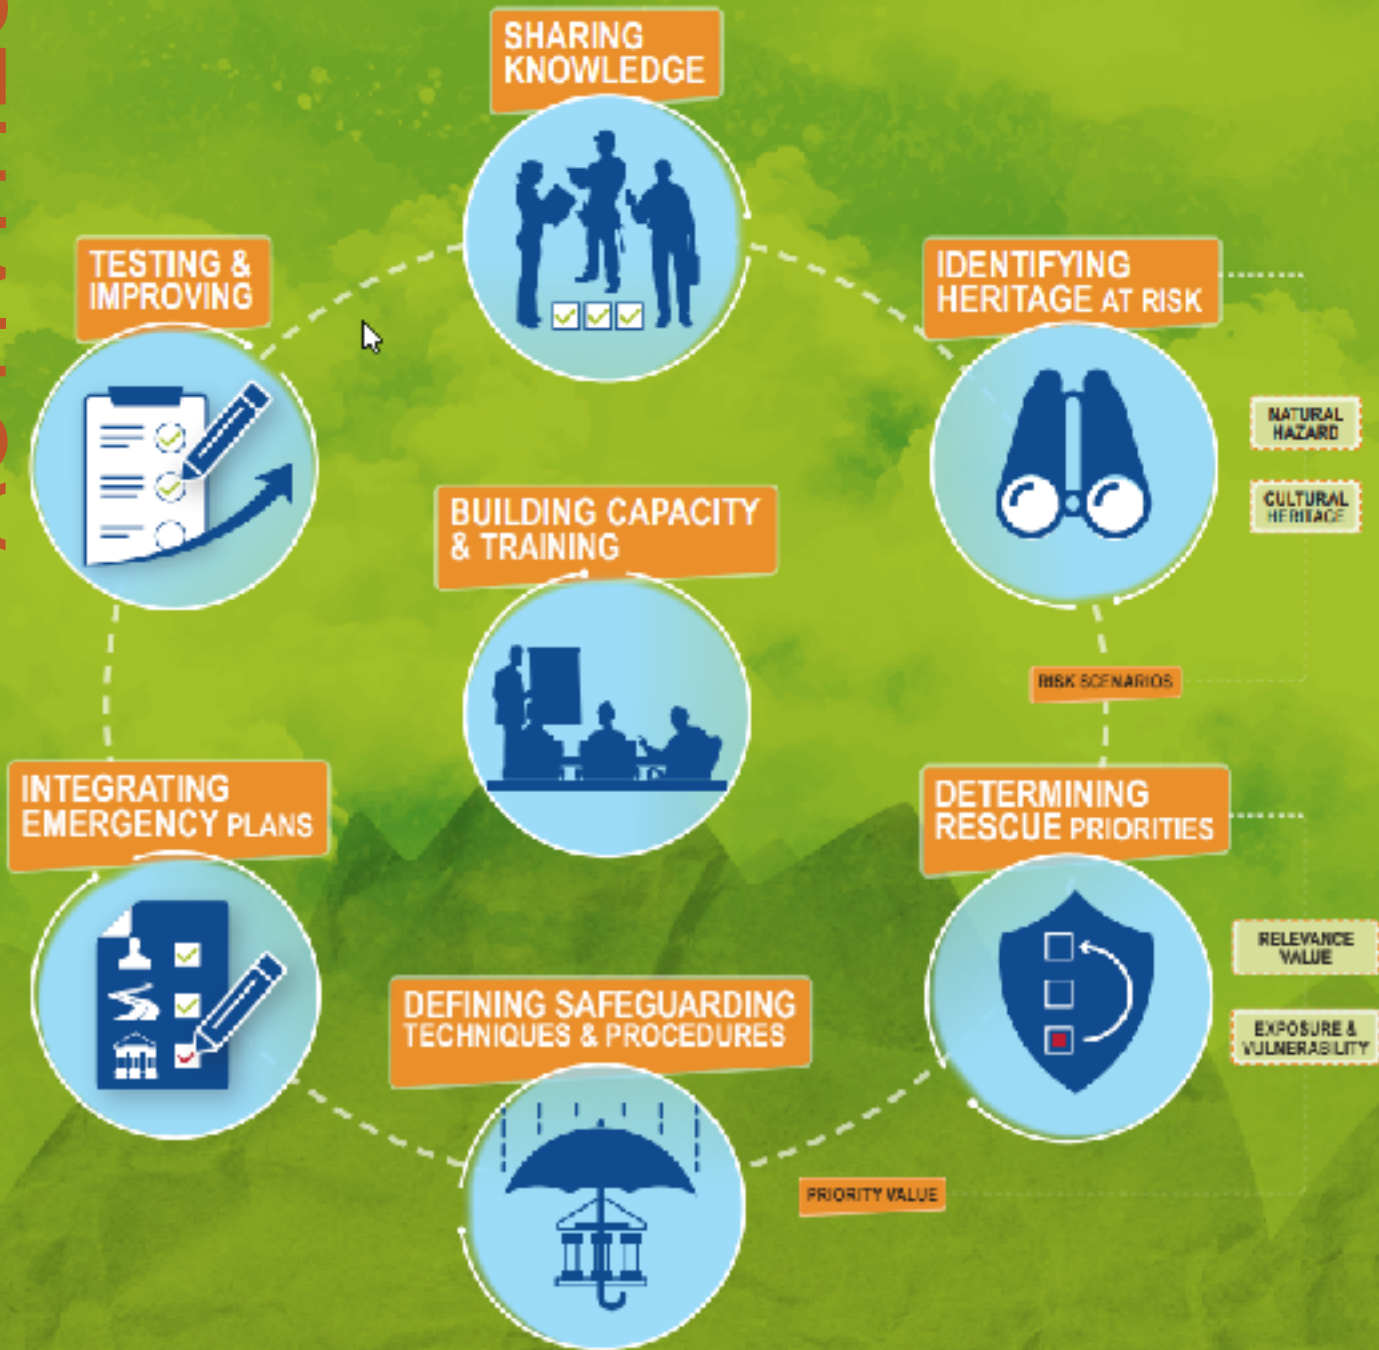 SHARING
KNOWLEDGE
TESTING &
IMPROVING
IDENTIFYING
HERITAGE AT RISK
NATURAL
HAZARD
CULTURAL
HERITAGE
BUILDING CAPACITY
& TRAINING
RISK SCENARIOS
INTEGRATING
EMERGENCY PLANS
DETERMINING
RESCUE PRIORITIES
RELEVANCE
VALUE
EXPOSURE &
VULNERABILITY
DEFINING SAFEGUARDING
TECHNIQUES & PROCEDURES
PRIORITY VALUE